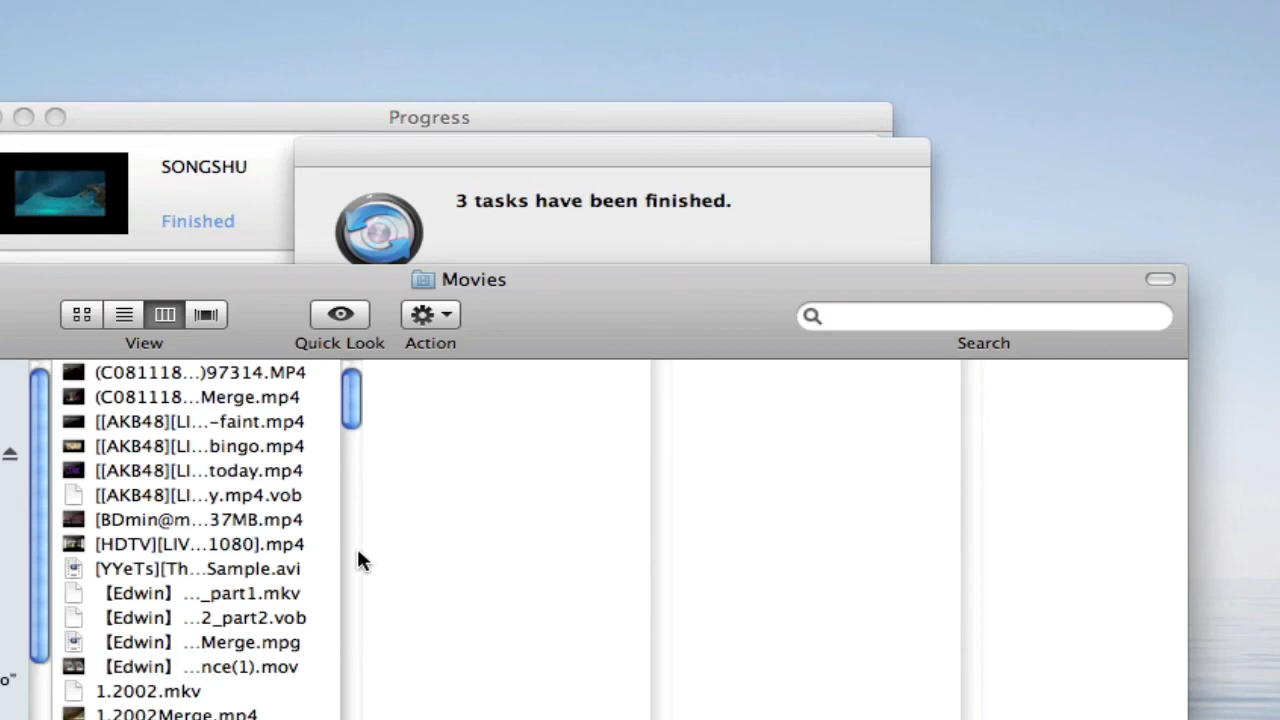 Progress
SONGSHU
3 tasks have been finished.
Finished
Movies
View
Quick Look
Action
Search
(C081118...)97314.MP4
(C081118...Merge.mp4
[[AKB48][LI...-faint.mp4
[[AKB48][LI...bingo.mp4
[[AKB48][LI...today.mp4
[[AKB48][LI...y.mp4.vob
[BDmin@m...37MB.mp4
[HDTV][LIV...1080].mp4
[YYeTs][Th...Sample.avi
【Edwin】 ..._part1.mkv
【Edwin】 ...2_part2.vob
【Edwin】 ...Merge.mpg
【Edwin】 ...nce(1).mov
o"
1.2002.mkv
1.2002Merge.mp4